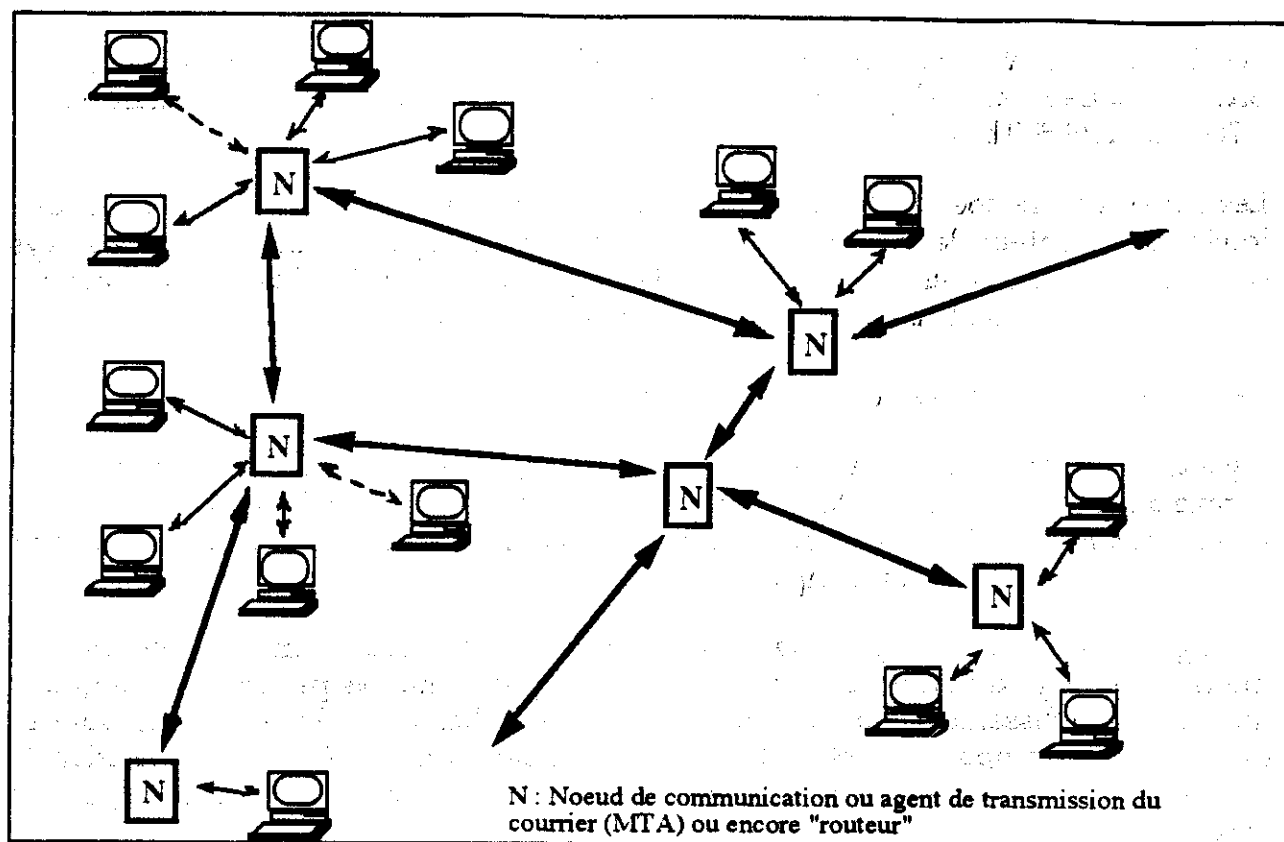 N
N
N
N
N
N
N : Noeud de communication ou agent de transmission du
courrier (MTA) ou encore "routeur"